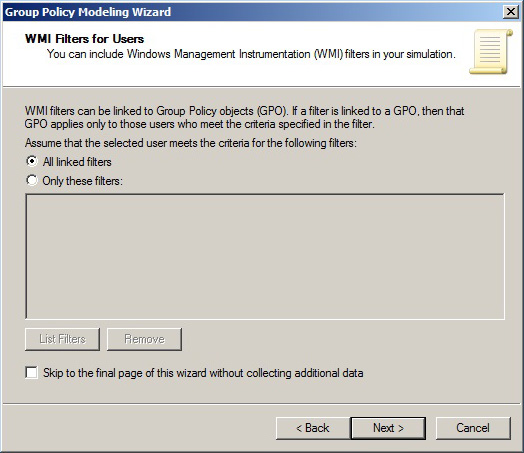 Group Policy Modeling Wizard
WMI Filters for Users
You can include Windows Management Instrumentation (WMI) filters in your simulation.
WMI filters can be linked to Group Policy objects (GPO). If a filter is linked to a GPO, then that
GPO applies only to those users who meet the criteria specified in the filter.
Assume that the selected user meets the criteria for the following filters:
All linked filters
Only these filters:
List Filters
Remove
Skip to the final page of this wizard without collecting additional data
< Back
Next >
Cancel